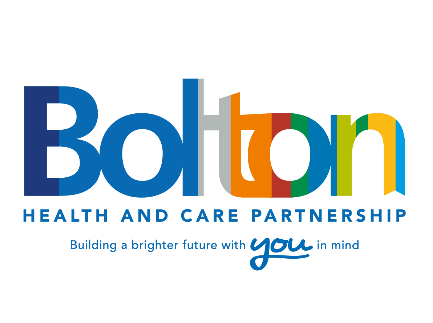 Bolton
HEALTH AND CARE PARTNERSHIP
Building a brighter future with you in mind